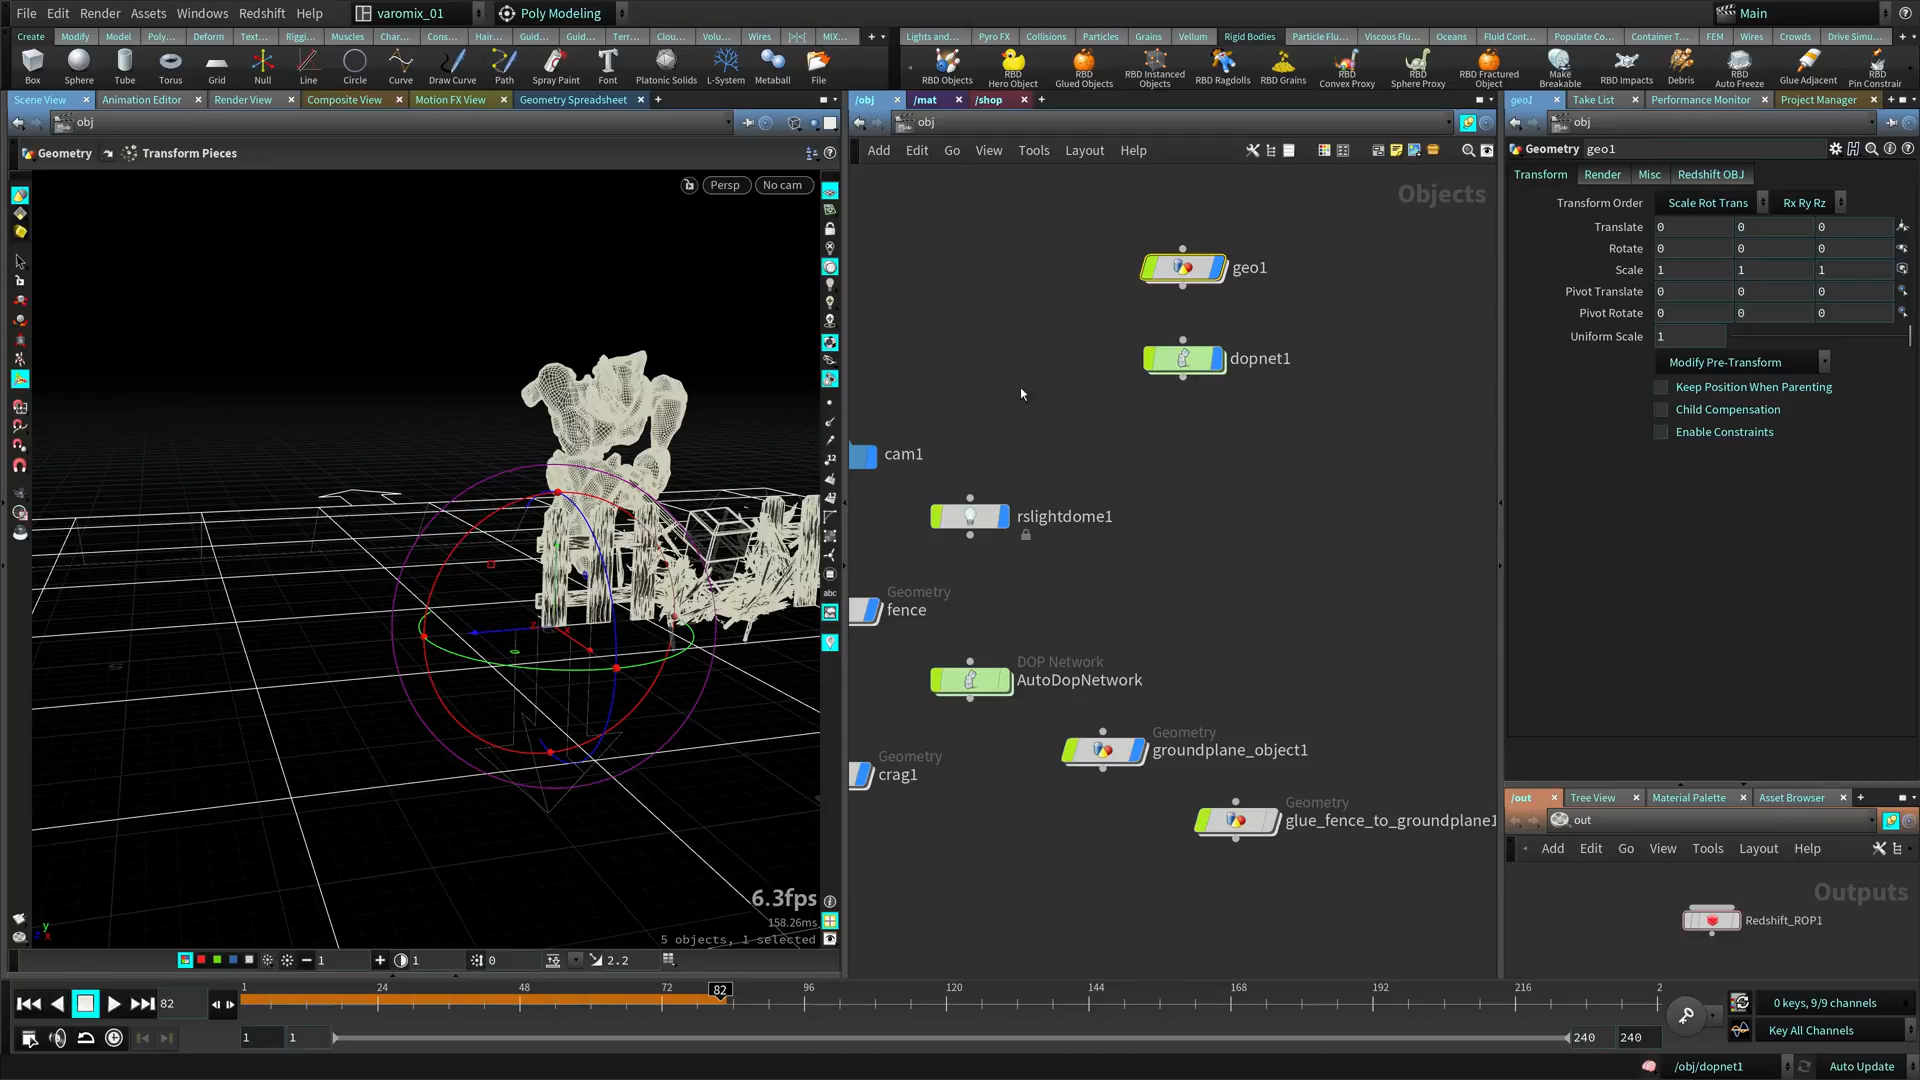 File Edit Render Assets Windows Redshift Help varomix_01 Poly Modeling Main
Create Modify Model Poly... Deform Text... Riggi... Muscles Char... Cons... Hair... Guid... Guid... Terr... Clou... Volu... Wires MIX...
Lights and... Pyro FX Collisions Particles Grains Vellum Rigid Bodies Particle Flu... Viscous Flu... Oceans Fluid Cont... Populate Co... Container T... FEM Wires Crowds Drive Simu...
Box Sphere Tube Torus Grid Null Line Circle Curve Draw Curve Path Spray Paint Font Platonic Solids L-System Metaball File
RBD Objects RBD Hero Object RBD Glued Objects RBD Instanced Objects RBD Ragdolls RBD Grains RBD Convex Proxy RBD Sphere Proxy RBD Fractured Object Make Breakable RBD Impacts Debris RBD Auto Freeze Glue Adjacent RBD Pin Constrair
Scene View Animation Editor Render View Composite View Motion FX View Geometry Spreadsheet
/obj /mat /shop
geo1 Take List Performance Monitor Project Manager
obj
obj
obj
Geometry Transform Pieces
Add Edit Go View Tools Layout Help
Geometry geo1
Persp No cam
Objects
geo1
dopnet1
cam1
rslightdome1
Geometry
fence
DOP Network
AutoDopNetwork
Geometry
groundplane_object1
Geometry
crag1
Geometry
glue_fence_to_groundplane1
Transform Render Misc Redshift OBJ
Transform Order Scale Rot Trans Rx Ry Rz
Translate 0 0 0
Rotate 0 0 0
Scale 1 1 1
Pivot Translate 0 0 0
Pivot Rotate 0 0 0
Uniform Scale 1
Modify Pre-Transform
Keep Position When Parenting
Child Compensation
Enable Constraints
/out Tree View Material Palette Asset Browser
out
Add Edit Go View Tools Layout Help
Outputs
Redshift_ROP1
abc
6.3fps
158.26ms
5 objects, 1 selected
1 1 0 2.2
82 1 24 48 72 82 96 120 144 168 192 216 2
0 keys, 9/9 channels
1 1 240 240
Key All Channels
/obj/dopnet1 Auto Update